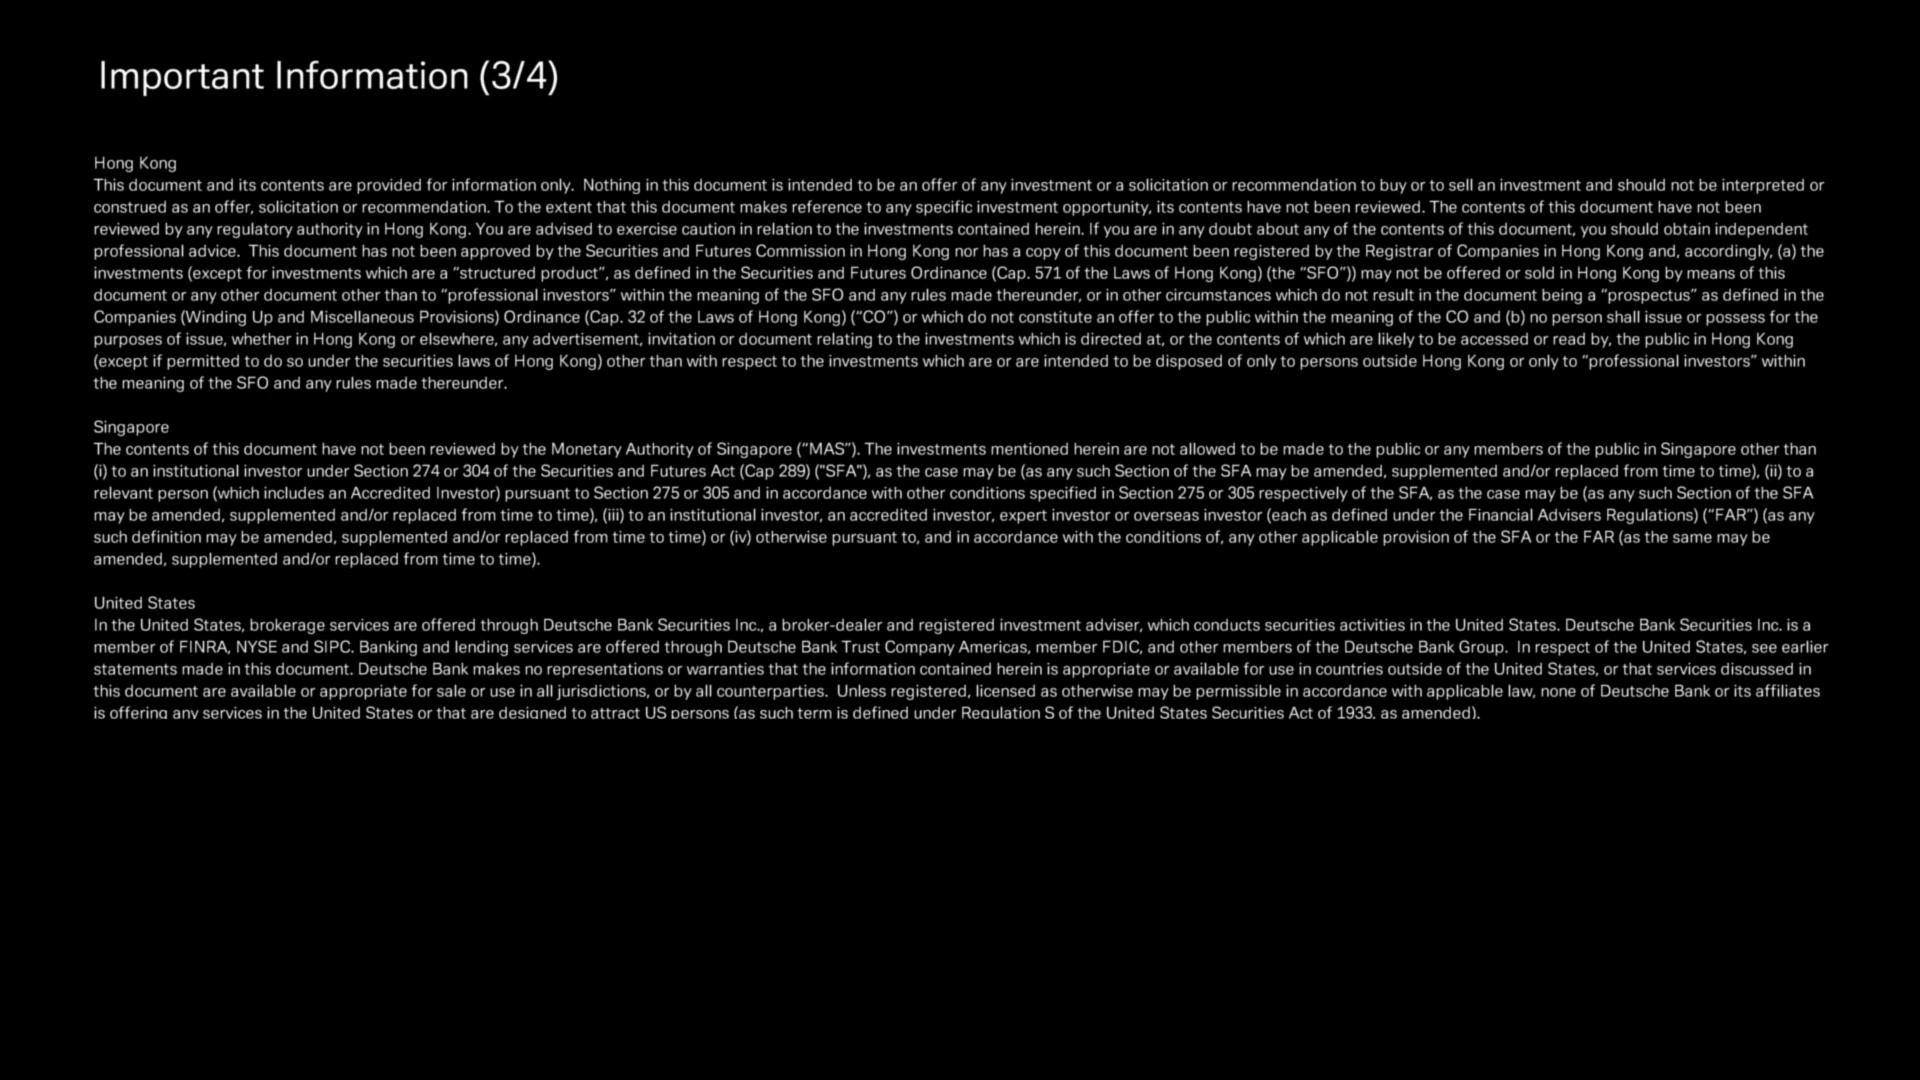 Important Information (3/4)
Hong Kong
This document and its contents are provided for information only.  Nothing in this document is intended to be an offer of any investment or a solicitation or recommendation to buy or to sell an investment and should not be interpreted or
construed as an offer, solicitation or recommendation. To the extent that this document makes reference to any specific investment opportunity, its contents have not been reviewed. The contents of this document have not been
reviewed by any regulatory authority in Hong Kong. You are advised to exercise caution in relation to the investments contained herein. If you are in any doubt about any of the contents of this document, you should obtain independent
professional advice.  This document has not been approved by the Securities and Futures Commission in Hong Kong nor has a copy of this document been registered by the Registrar of Companies in Hong Kong and, accordingly, (a) the
investments (except for investments which are a “structured product”, as defined in the Securities and Futures Ordinance (Cap. 571 of the Laws of Hong Kong) (the “SFO”)) may not be offered or sold in Hong Kong by means of this
document or any other document other than to “professional investors” within the meaning of the SFO and any rules made thereunder, or in other circumstances which do not result in the document being a “prospectus” as defined in the
Companies (Winding Up and Miscellaneous Provisions) Ordinance (Cap. 32 of the Laws of Hong Kong) (“CO”) or which do not constitute an offer to the public within the meaning of the CO and (b) no person shall issue or possess for the
purposes of issue, whether in Hong Kong or elsewhere, any advertisement, invitation or document relating to the investments which is directed at, or the contents of which are likely to be accessed or read by, the public in Hong Kong
(except if permitted to do so under the securities laws of Hong Kong) other than with respect to the investments which are or are intended to be disposed of only to persons outside Hong Kong or only to “professional investors” within
the meaning of the SFO and any rules made thereunder.
Singapore
The contents of this document have not been reviewed by the Monetary Authority of Singapore (“MAS”). The investments mentioned herein are not allowed to be made to the public or any members of the public in Singapore other than
(i) to an institutional investor under Section 274 or 304 of the Securities and Futures Act (Cap 289) ("SFA"), as the case may be (as any such Section of the SFA may be amended, supplemented and/or replaced from time to time), (ii) to a
relevant person (which includes an Accredited Investor) pursuant to Section 275 or 305 and in accordance with other conditions specified in Section 275 or 305 respectively of the SFA, as the case may be (as any such Section of the SFA
may be amended, supplemented and/or replaced from time to time), (iii) to an institutional investor, an accredited investor, expert investor or overseas investor (each as defined under the Financial Advisers Regulations) (“FAR”) (as any
such definition may be amended, supplemented and/or replaced from time to time) or (iv) otherwise pursuant to, and in accordance with the conditions of, any other applicable provision of the SFA or the FAR (as the same may be
amended, supplemented and/or replaced from time to time).
United States
In the United States, brokerage services are offered through Deutsche Bank Securities Inc., a broker-dealer and registered investment adviser, which conducts securities activities in the United States. Deutsche Bank Securities Inc. is a
member of FINRA, NYSE and SIPC. Banking and lending services are offered through Deutsche Bank Trust Company Americas, member FDIC, and other members of the Deutsche Bank Group.  In respect of the United States, see earlier
statements made in this document. Deutsche Bank makes no representations or warranties that the information contained herein is appropriate or available for use in countries outside of the United States, or that services discussed in
this document are available or appropriate for sale or use in all jurisdictions, or by all counterparties.  Unless registered, licensed as otherwise may be permissible in accordance with applicable law, none of Deutsche Bank or its affiliates
is offering any services in the United States or that are designed to attract US persons (as such term is defined under Regulation S of the United States Securities Act of 1933, as amended).